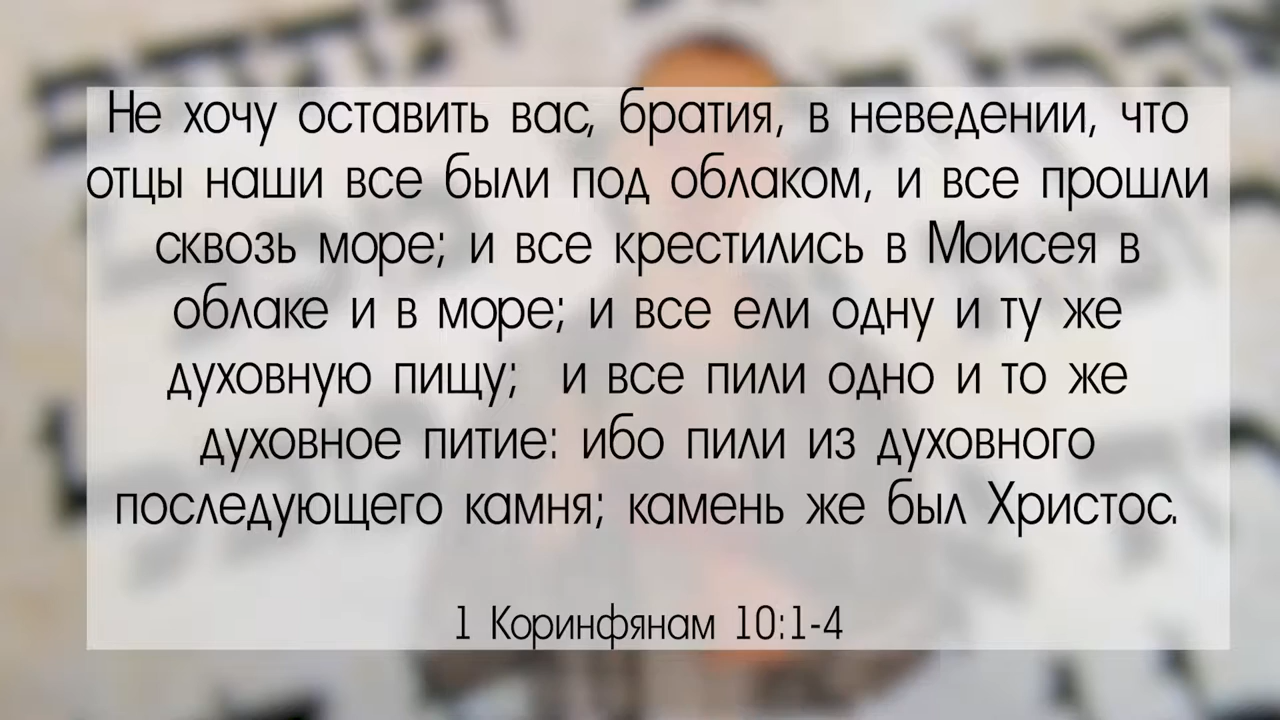 Не хочу оставить вас, братия, в неведении, что
отцы наши все были под облаком, и все прошли
сквозь море; и все крестились в Моисея в
облаке и в море; и все ели одну и ту же
духовную пищу;  и все пили одно и то же
духовное питие: ибо пили из духовного
последующего камня; камень же был Христос.
1 Коринфянам 10:1-4